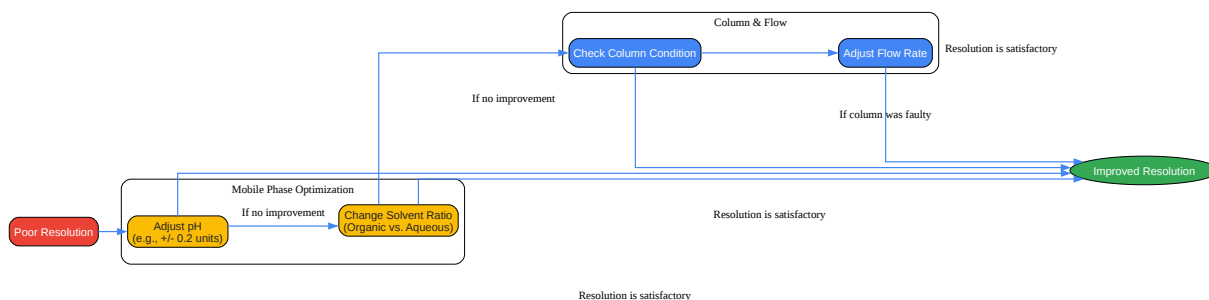 Column & Flow
Check Column Condition
Adjust Flow Rate
Resolution is satisfactory
If no improvement
If column was faulty
Improved Resolution
Mobile Phase Optimization
If no improvement
Change Solvent Ratio
(Organic vs. Aqueous)
Adjust pH
(e.g., +/- 0.2 units)
Poor Resolution
Resolution is satisfactory
Resolution is satisfactory